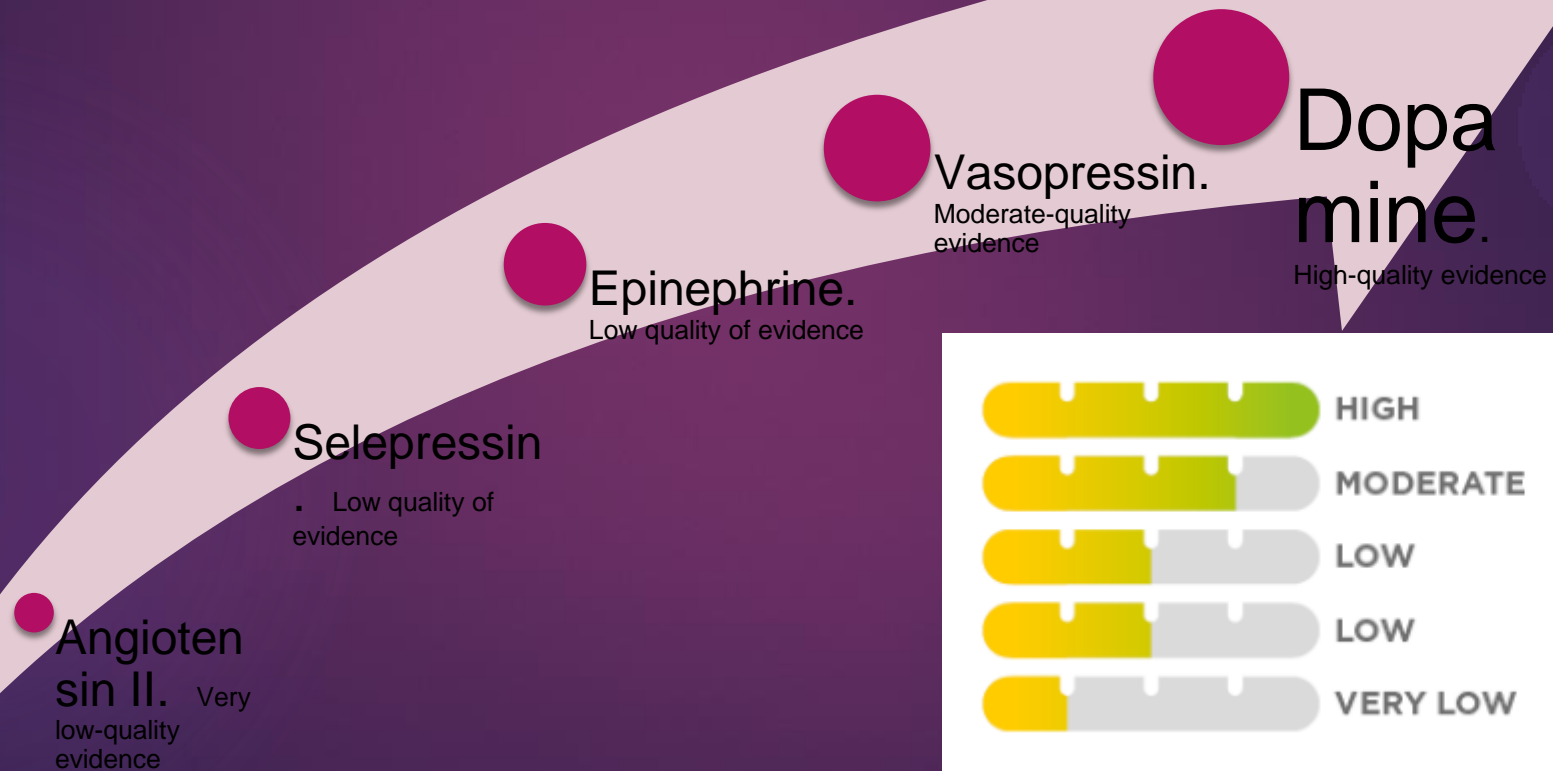 Dopa
mine.
High-quality evidence
Vasopressin.
Moderate-quality
evidence
Epinephrine.
Low quality of evidence
Selepressin
. Low quality of
evidence
Angioten
sin II. Very
low-quality
evidence
HIGH
MODERATE
LOW
LOW
VERY LOW